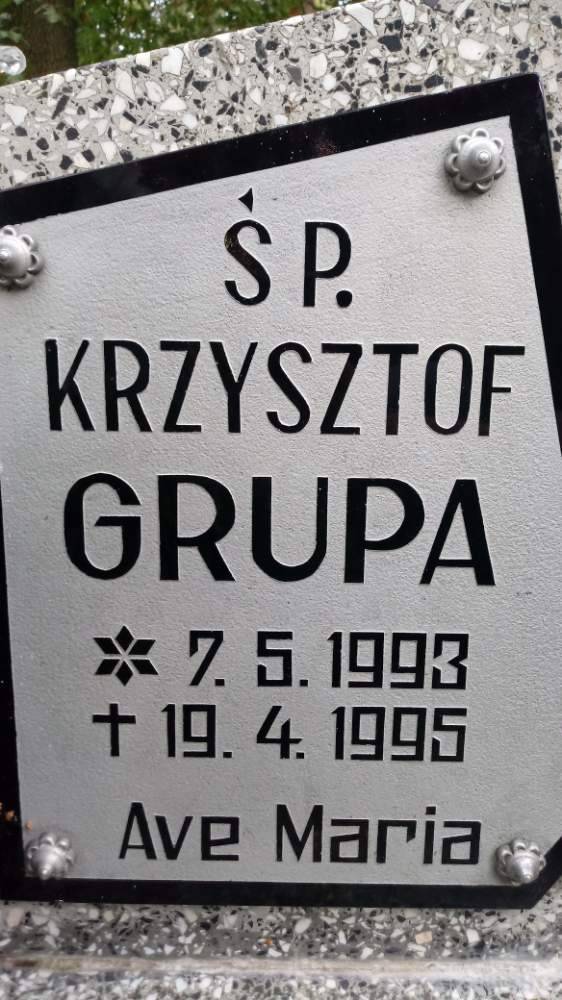 Ś P.
KRZYSZTOF
GRUPA
* 7. 5. 1993
† 19. 4. 1995
Ave Maria